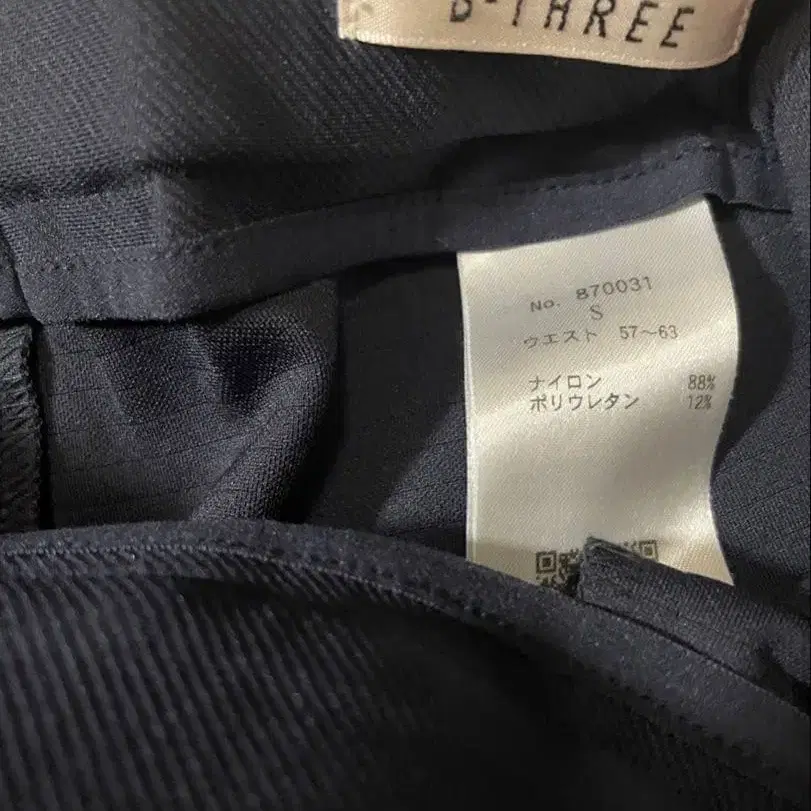 B-THREE
No. 870031
S
ウエスト 57～63
ナイロン 88%
ポリウレタン 12%